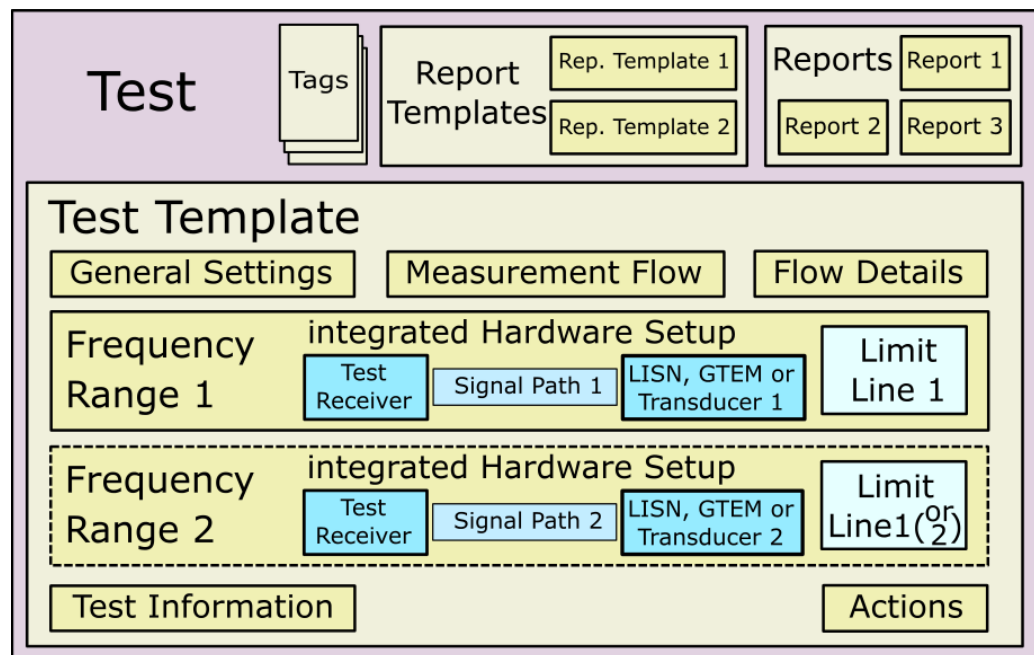 Test
Tags
Report
Templates
Rep. Template 1
Rep. Template 2
Reports
Report 1
Report 2
Report 3
Test Template
General Settings
Measurement Flow
Flow Details
Frequency
Range 1
integrated Hardware Setup
Test
Receiver
Signal Path 1
LISN, GTEM or
Transducer 1
Limit
Line 1
Frequency
Range 2
integrated Hardware Setup
Test
Receiver
Signal Path 2
LISN, GTEM or
Transducer 2
Limit
Line1(or 2)
Test Information
Actions